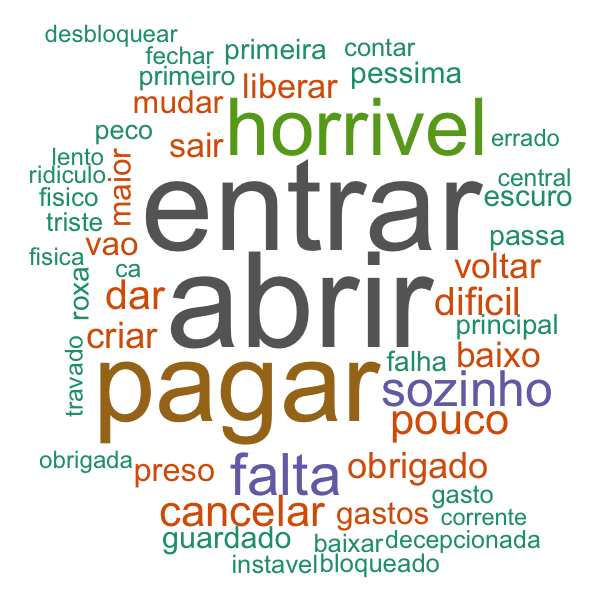 desbloquear
fechar primeira contar
primeiro liberar pessima
mudar
peco sair horrivel errado
lento
ridiculo maior entrar central
fisico escuro
triste
vao passa
fisica ca voltar
roxa dar abrir dificil
criar principal
travado pagar falha baixo
sozinho
pouco
obrigada preso falta obrigado
cancelar gastos gasto
corrente
guardado baixar decepcionada
instavel bloqueado